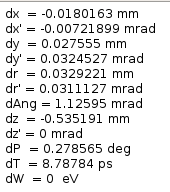 dx = -0.0180163 mm
dx' = -0.00721899 mrad
dy = 0.027555 mm
dy' = 0.0324527 mrad
dr = 0.0329221 mm
dr' = 0.0311127 mrad
dAng = 1.12595 mrad
dz = -0.535191 mm
dz' = 0 mrad
dP = 0.278565 deg
dT = 8.78784 ps
dW = 0 eV